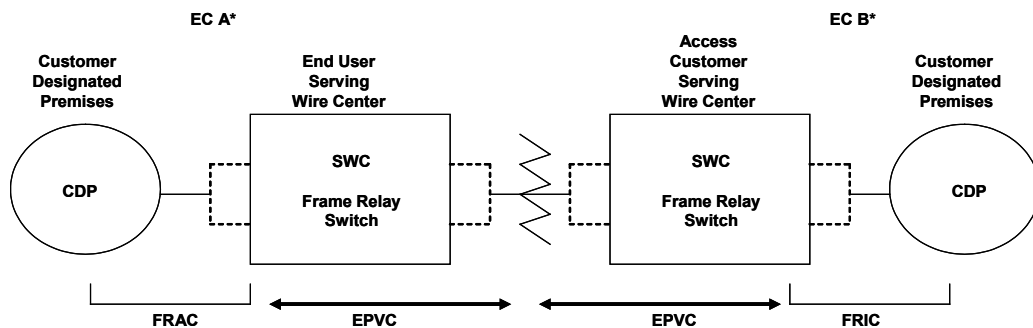 EC A*
EC B*
Customer
Designated
Premises
End User
Serving
Wire Center
Access
Customer
Serving
Wire Center
Customer
Designated
Premises
CDP
SWC
Frame Relay
Switch
SWC
Frame Relay
Switch
CDP
FRAC
EPVC
EPVC
FRIC